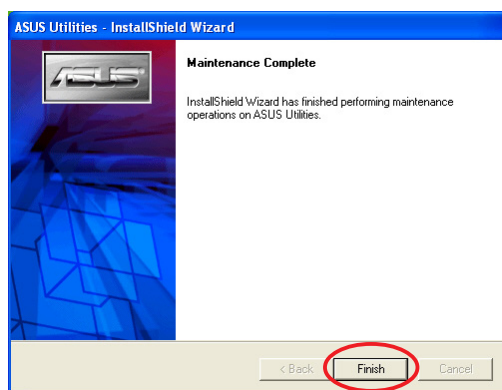 ASUS Utilities - InstallShield Wizard
ASUS
Maintenance Complete
InstallShield Wizard has finished performing maintenance
operations on ASUS Utilities.
< Back
Finish
Cancel